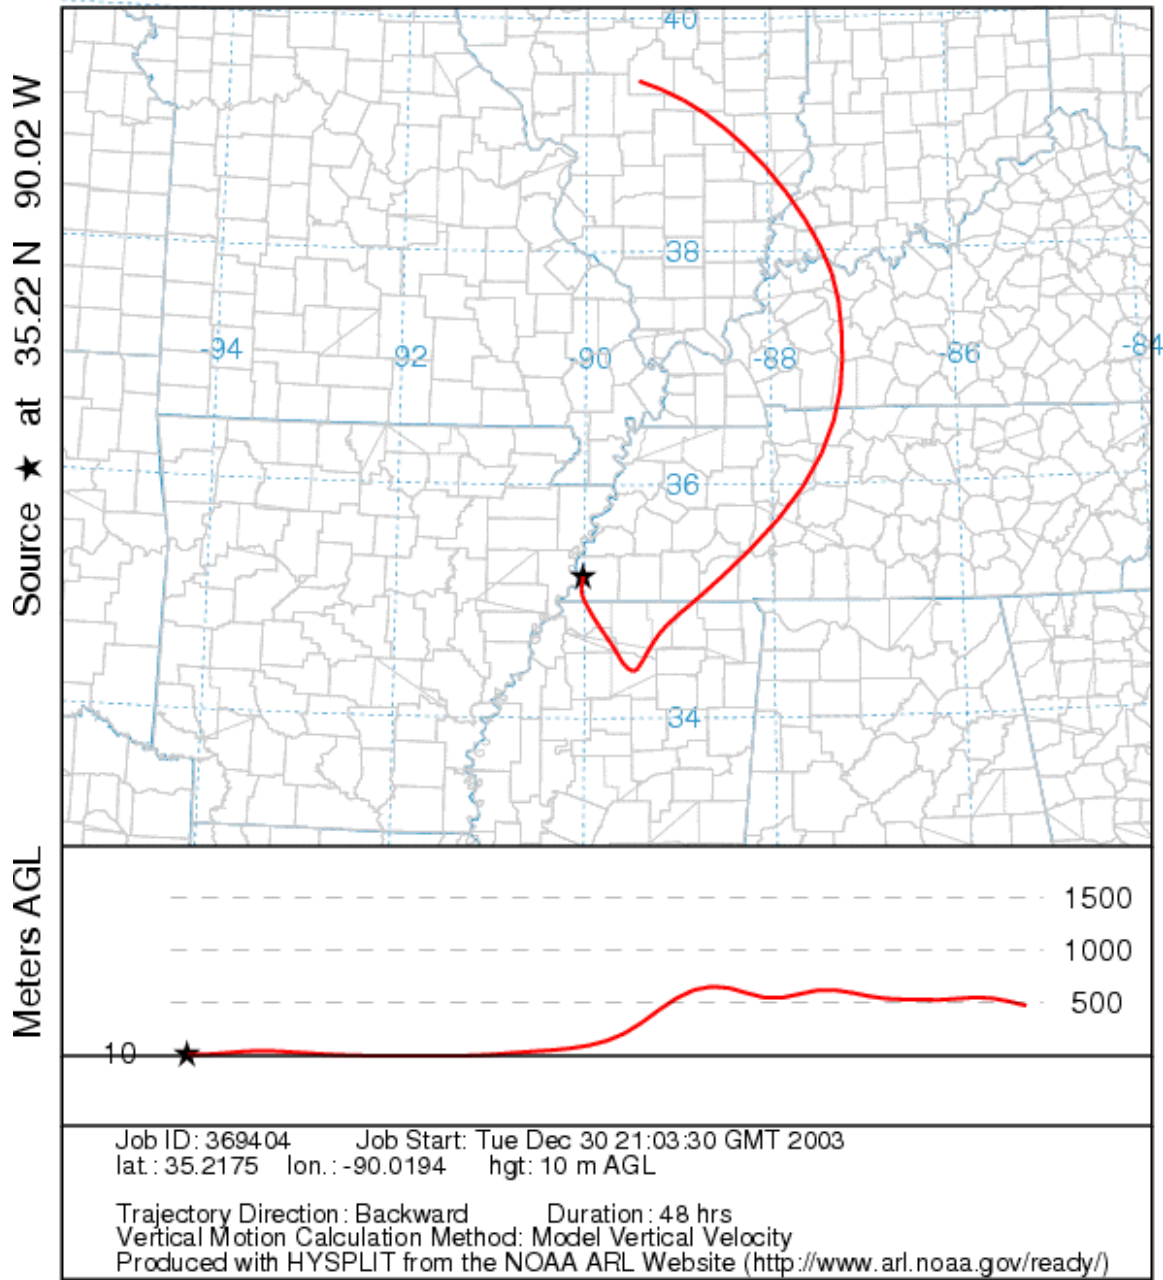 Source ★ at 35.22 N 90.02 W
40
38
-94
-92
-90
-88
-86
-84
36
34
Meters AGL
1500
1000
500
10
Job ID: 369404 Job Start: Tue Dec 30 21:03:30 GMT 2003
lat.: 35.2175 lon.: -90.0194 hgt: 10 m AGL
Trajectory Direction: Backward Duration: 48 hrs
Vertical Motion Calculation Method: Model Vertical Velocity
Produced with HYSPLIT from the NOAA ARL Website (http://www.arl.noaa.gov/ready/)